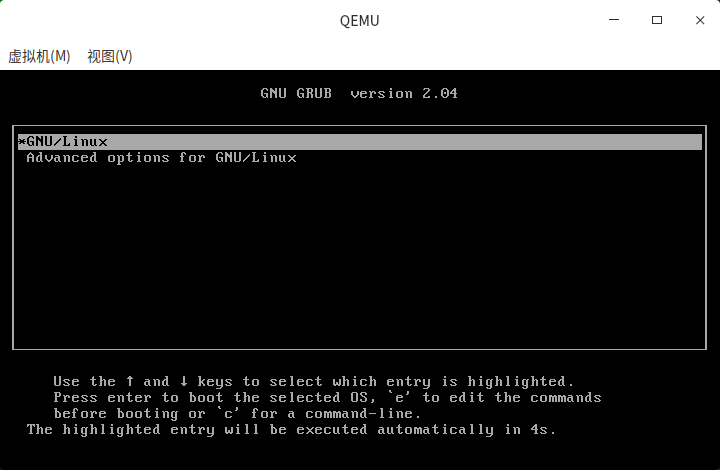 QEMU
虚拟机(M) 视图(V)
GNU GRUB version 2.04
*GNU/Linux
Advanced options for GNU/Linux
Use the ↑ and ↓ keys to select which entry is highlighted.
Press enter to boot the selected OS, `e' to edit the commands
before booting or `c' for a command-line.
The highlighted entry will be executed automatically in 4s.